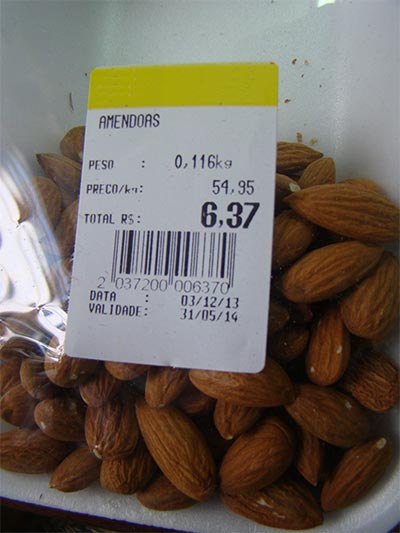 AMENDOAS
PESO : 0,116kg
PRECO/kg: 54,95
TOTAL R$: 6,37
2 037200 006370
DATA : 03/12/13
VALIDADE: 31/05/14